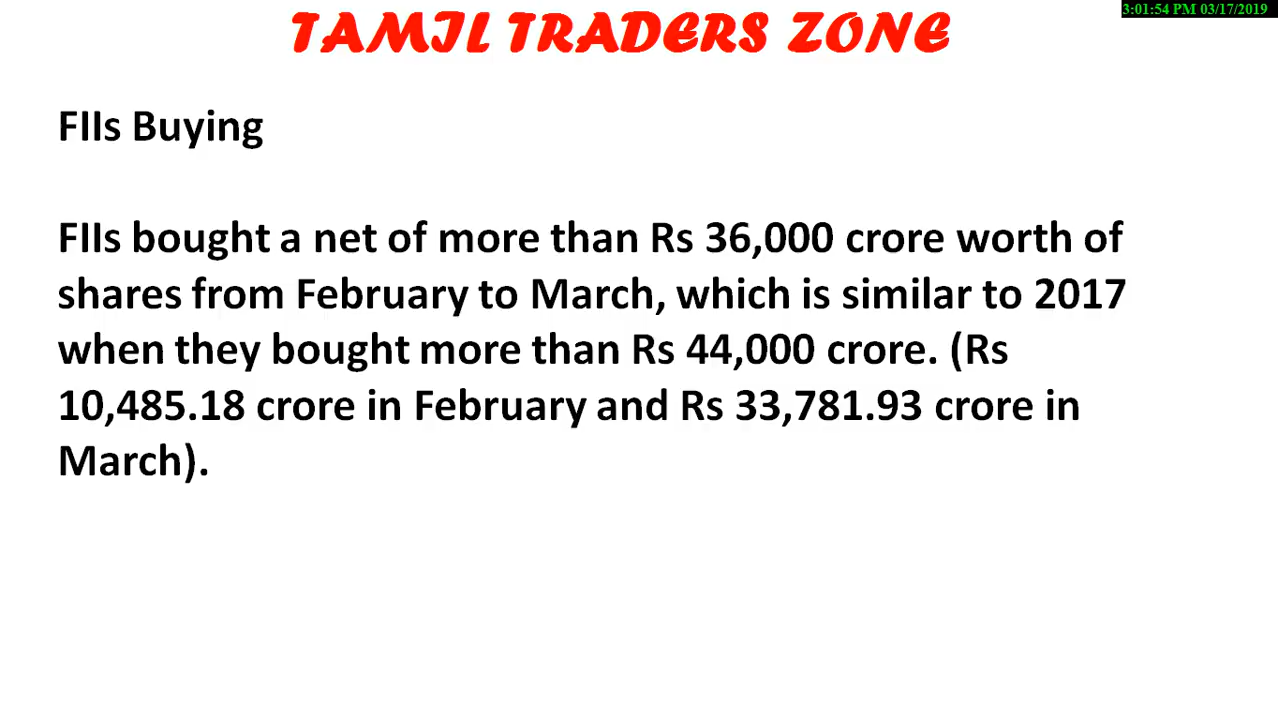 3:01:54 PM 03/17/2019
TAMIL TRADERS ZONE
FIIs Buying
FIIs bought a net of more than Rs 36,000 crore worth of
shares from February to March, which is similar to 2017
when they bought more than Rs 44,000 crore. (Rs
10,485.18 crore in February and Rs 33,781.93 crore in
March).